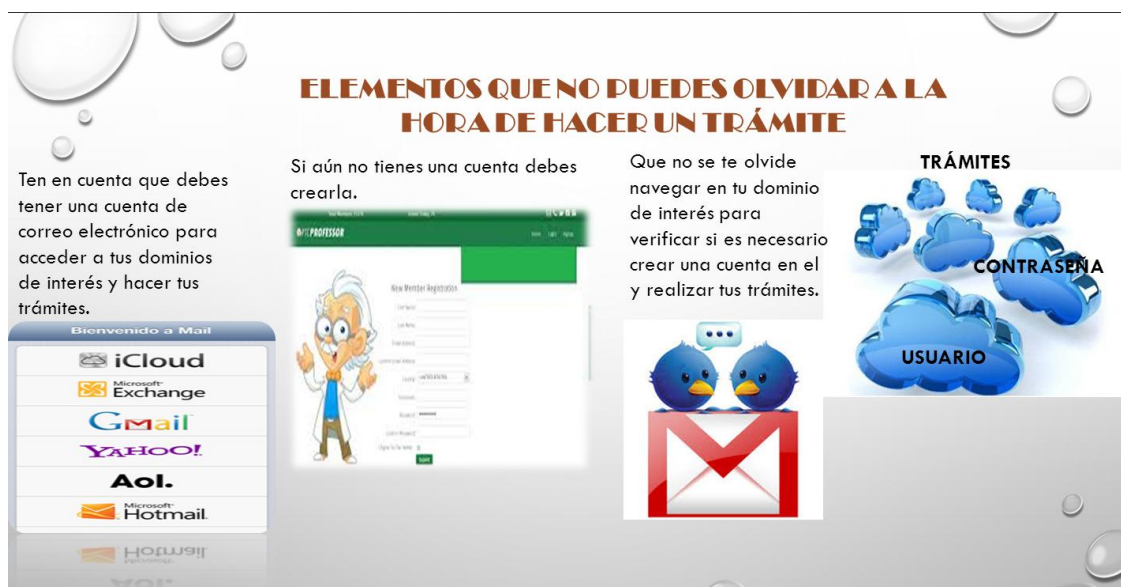 ELEMENTOS QUE NO PUEDES OLVIDAR A LA
HORA DE HACER UN TRÁMITE
Ten en cuenta que debes
tener una cuenta de
correo electrónico para
acceder a tus dominios
de interés y hacer tus
trámites.
Bienvenido a Mail
iCloud
Microsoft
Exchange
GMail
YAHOO!
Aol.
Microsoft
Hotmail
Si aún no tienes una cuenta debes
crearla.
PROFESSOR
New Member Registration
Que no se te olvide
navegar en tu dominio
de interés para
verificar si es necesario
crear una cuenta en el
y realizar tus trámites.
TRÁMITES
CONTRASEÑA
USUARIO